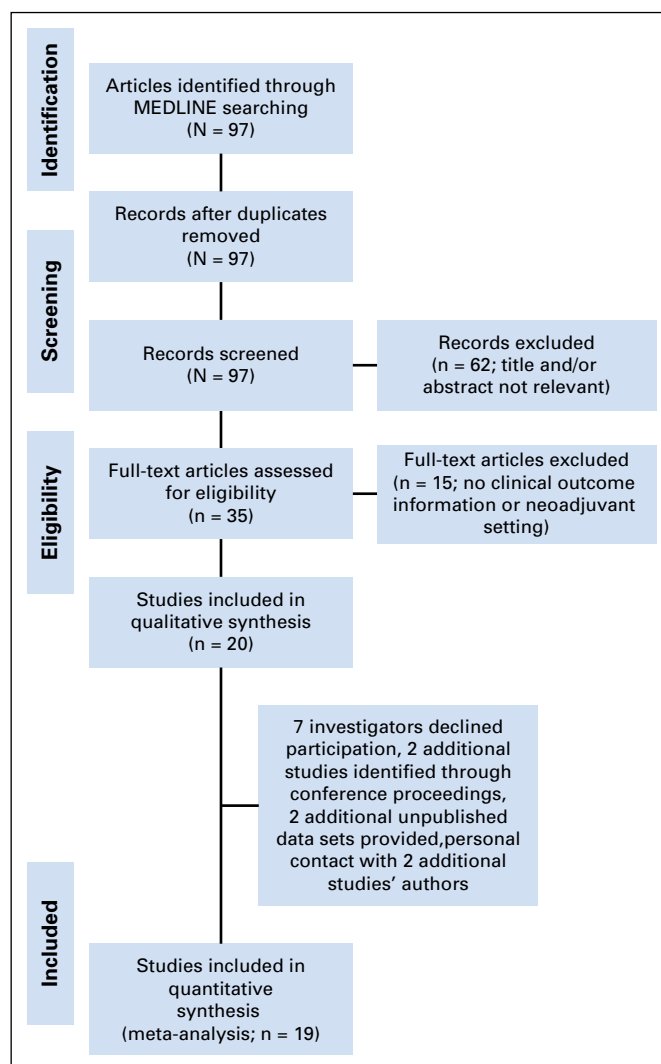 Identification
Articles identified through
MEDLINE searching
(N = 97)
Records after duplicates
removed
(N = 97)
Screening
Records screened
(N = 97)
Records excluded
(n = 62; title and/or
abstract not relevant)
Eligibility
Full-text articles assessed
for eligibility
(n = 35)
Full-text articles excluded
(n = 15; no clinical outcome
information or neoadjuvant
setting)
Studies included in
qualitative synthesis
(n = 20)
7 investigators declined
participation, 2 additional
studies identified through
conference proceedings,
2 additional unpublished
data sets provided,personal
contact with 2 additional
studies’ authors
Included
Studies included in
quantitative
synthesis
(meta-analysis; n = 19)